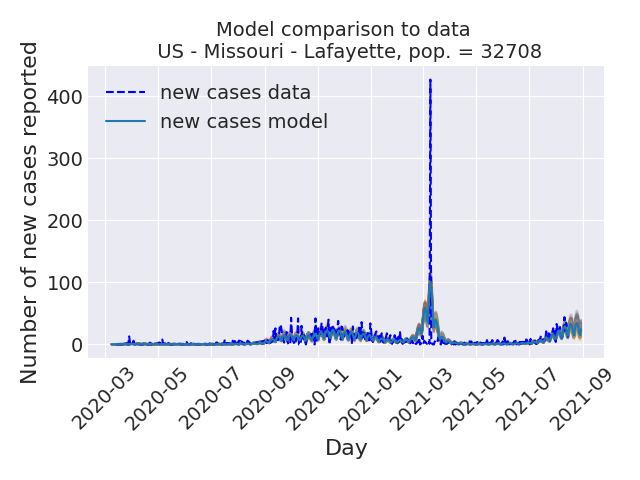 Model comparison to data
US - Missouri - Lafayette, pop. = 32708
Number of new cases reported
400
300
200
100
0
new cases data
new cases model
2020-03
2020-05
2020-07
2020-09
2020-11
2021-01
2021-03
2021-05
2021-07
2021-09
Day